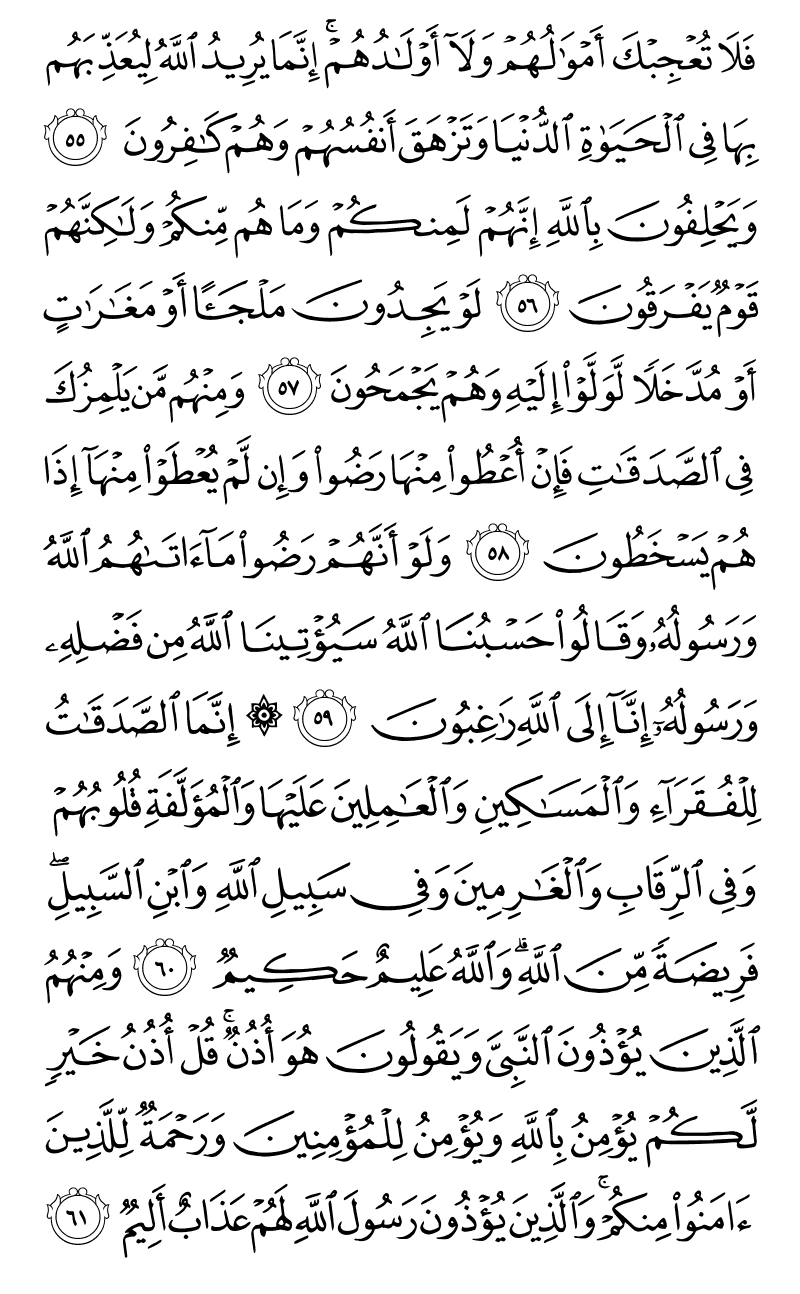 فَلَا تُعۡجِبۡكَ أَمۡوَٰلُهُمۡ وَلَآ أَوۡلَٰدُهُمۡۚ إِنَّمَا يُرِيدُ ٱللَّهُ لِيُعَذِّبَهُم
بِهَا فِي ٱلۡحَيَوٰةِ ٱلدُّنۡيَا وَتَزۡهَقَ أَنفُسُهُمۡ وَهُمۡ كَٰفِرُونَ ٥٥
وَيَحۡلِفُونَ بِٱللَّهِ إِنَّهُمۡ لَمِنكُمۡ وَمَا هُم مِّنكُمۡ وَلَٰكِنَّهُمۡ
قَوۡمٞ يَفۡرَقُونَ ٥٦ لَوۡ يَجِدُونَ مَلۡجَـًٔا أَوۡ مَغَٰرَٰتٍ
أَوۡ مُدَّخَلٗا لَّوَلَّوۡاْ إِلَيۡهِ وَهُمۡ يَجۡمَحُونَ ٥٧ وَمِنۡهُم مَّن يَلۡمِزُكَ
فِي ٱلصَّدَقَٰتِ فَإِنۡ أُعۡطُواْ مِنۡهَا رَضُواْ وَإِن لَّمۡ يُعۡطَوۡاْ مِنۡهَآ إِذَا
هُمۡ يَسۡخَطُونَ ٥٨ وَلَوۡ أَنَّهُمۡ رَضُواْ مَآ ءَاتَىٰهُمُ ٱللَّهُ
وَرَسُولُهُۥ وَقَالُواْ حَسۡبُنَا ٱللَّهُ سَيُؤۡتِينَا ٱللَّهُ مِن فَضۡلِهِۦ
وَرَسُولُهُۥٓ إِنَّآ إِلَى ٱللَّهِ رَٰغِبُونَ ٥٩ ۞ إِنَّمَا ٱلصَّدَقَٰتُ
لِلۡفُقَرَآءِ وَٱلۡمَسَٰكِينِ وَٱلۡعَٰمِلِينَ عَلَيۡهَا وَٱلۡمُؤَلَّفَةِ قُلُوبُهُمۡ
وَفِي ٱلرِّقَابِ وَٱلۡغَٰرِمِينَ وَفِي سَبِيلِ ٱللَّهِ وَٱبۡنِ ٱلسَّبِيلِۖ
فَرِيضَةٗ مِّنَ ٱللَّهِۗ وَٱللَّهُ عَلِيمٌ حَكِيمٞ ٦٠ وَمِنۡهُمُ
ٱلَّذِينَ يُؤۡذُونَ ٱلنَّبِيَّ وَيَقُولُونَ هُوَ أُذُنٞۚ قُلۡ أُذُنُ خَيۡرٖ
لَّكُمۡ يُؤۡمِنُ بِٱللَّهِ وَيُؤۡمِنُ لِلۡمُؤۡمِنِينَ وَرَحۡمَةٞ لِّلَّذِينَ
ءَامَنُواْ مِنكُمۡۚ وَٱلَّذِينَ يُؤۡذُونَ رَسُولَ ٱللَّهِ لَهُمۡ عَذَابٌ أَلِيمٞ ٦١